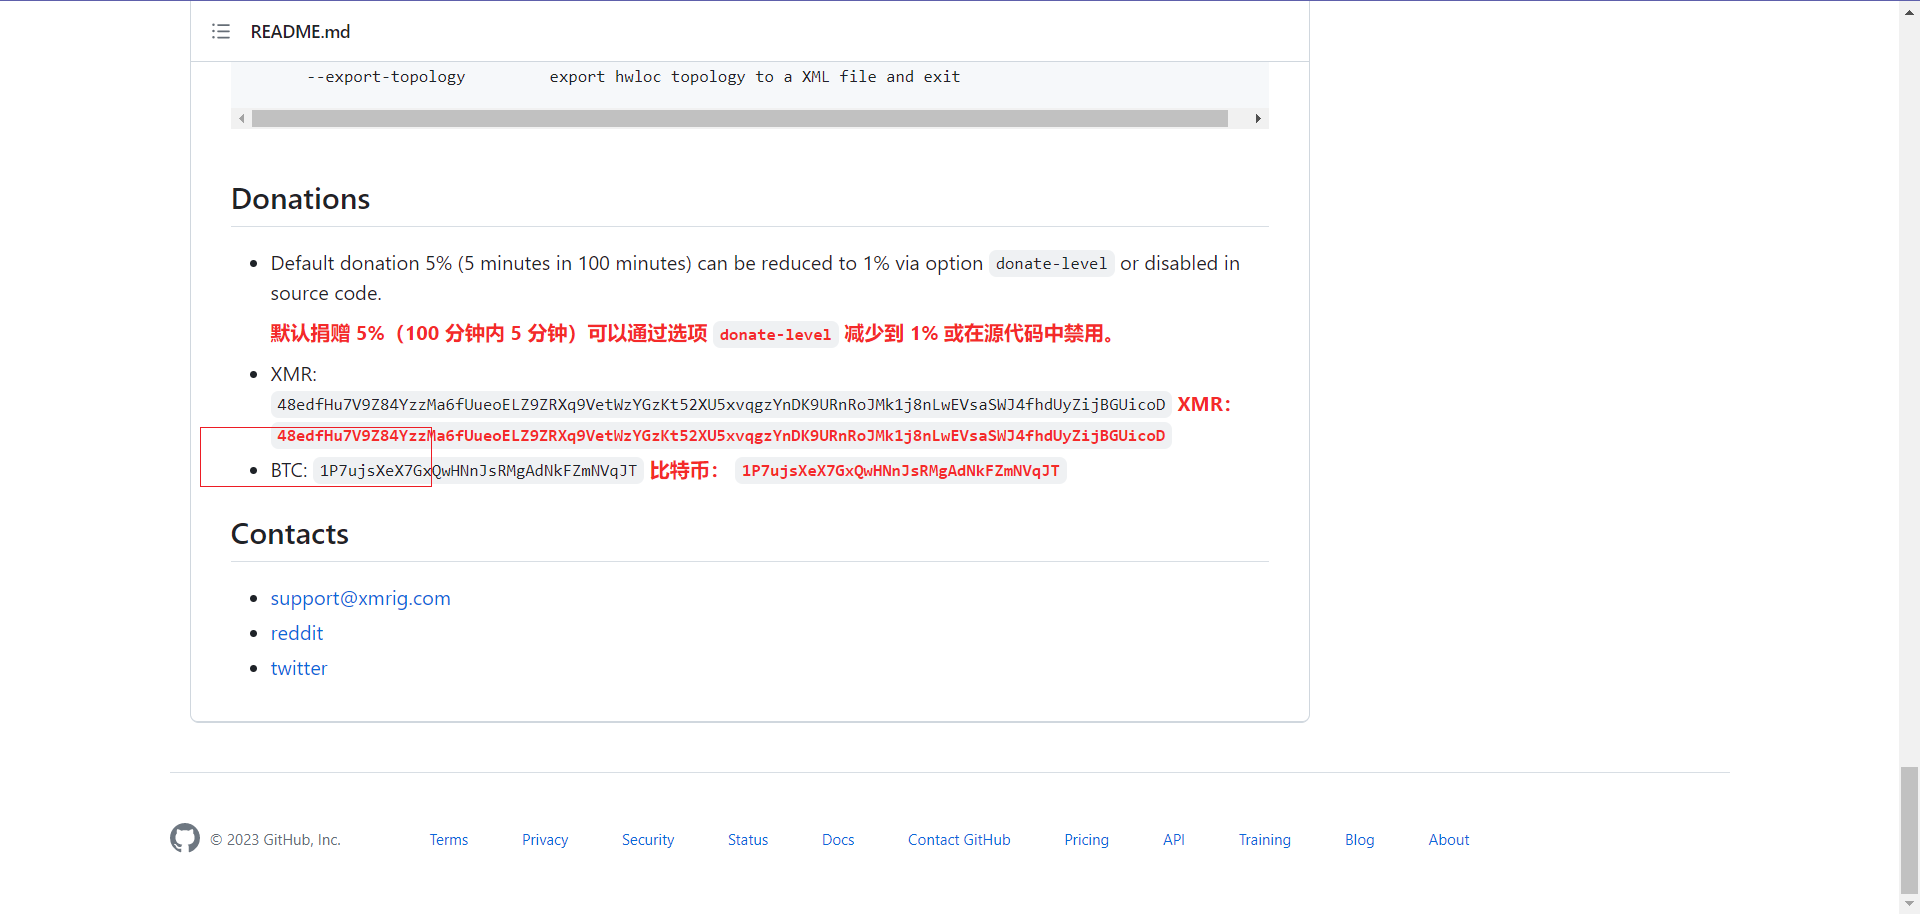 README.md
--export-topology export hwloc topology to a XML file and exit
Donations
Default donation 5% (5 minutes in 100 minutes) can be reduced to 1% via option donate-level or disabled in
source code.
默认捐赠 5%（100 分钟内 5 分钟）可以通过选项 donate-level 减少到 1% 或在源代码中禁用。
XMR:
48edfHu7V9Z84YzzMa6fUueoELZ9ZRXq9VetWzYGzKt52XU5xvqgzYnDK9URnRoJMk1j8nLwEVsaSWJ4fhdUyZijBGUicoD XMR：
48edfHu7V9Z84YzzMa6fUueoELZ9ZRXq9VetWzYGzKt52XU5xvqgzYnDK9URnRoJMk1j8nLwEVsaSWJ4fhdUyZijBGUicoD
BTC: 1P7ujsXeX7GxQwHNnJsRMgAdNkFZmNVqJT 比特币： 1P7ujsXeX7GxQwHNnJsRMgAdNkFZmNVqJT
Contacts
support@xmrig.com
reddit
twitter
© 2023 GitHub, Inc. Terms Privacy Security Status Docs Contact GitHub Pricing API Training Blog About